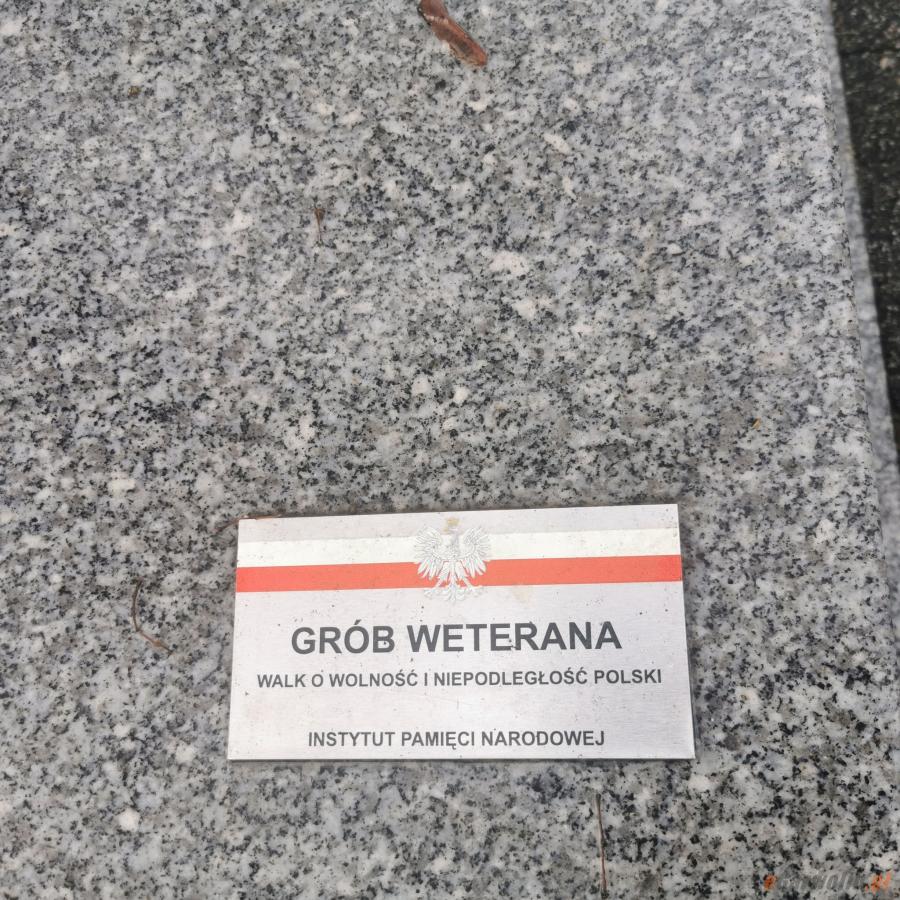 GRÓB WETERANA
WALK O WOLNOŚĆ I NIEPODLEGŁOŚĆ POLSKI
INSTYTUT PAMIĘCI NARODOWEJ